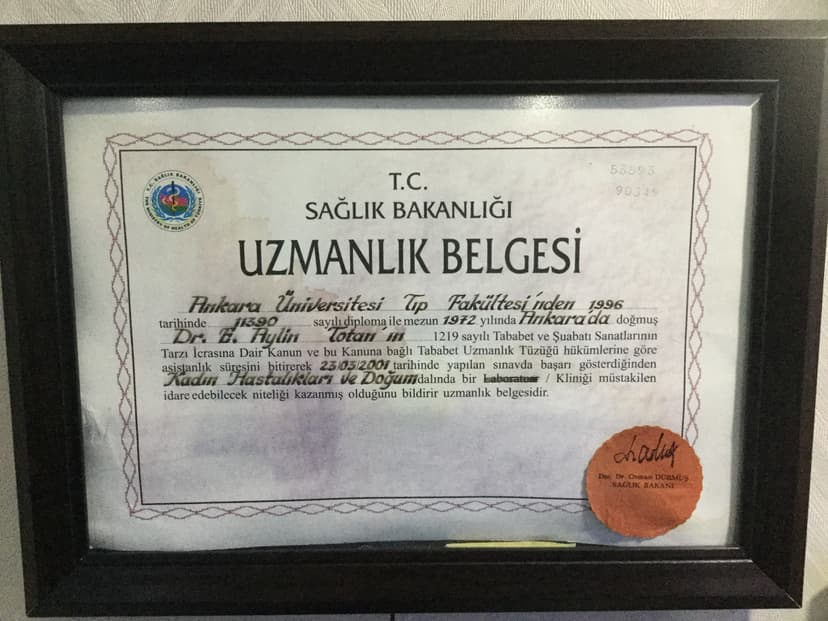 53593
T.C.
SAĞLIK BAKANLIĞI
UZMANLIK BELGESİ
Ankara Üniversitesi Tıp Fakültesi'nden 1996
tarihinde 11390 sayılı diploma ile mezun 1972 yılında Ankara'da doğmuş
Dr. E. Aylin Totan'ın 1219 sayılı Tababet ve Şuabatı Sanatlarının
Tarzı İcrasına Dair Kanun ve bu Kanuna bağlı Tababet Uzmanlık Tüzüğü hükümlerine göre
asistanlık süresini bitirerek 23/03/2001 tarihinde yapılan sınavda başarı gösterdiğinden
Kadın Hastalıkları ve Doğum dalında bir Laboratuar / Kliniği müstakilen
idare edebilecek niteliği kazanmış olduğunu bildirir uzmanlık belgesidir.
Doc. Dr. Osman DURMUŞ
SAĞLIK BAKANI